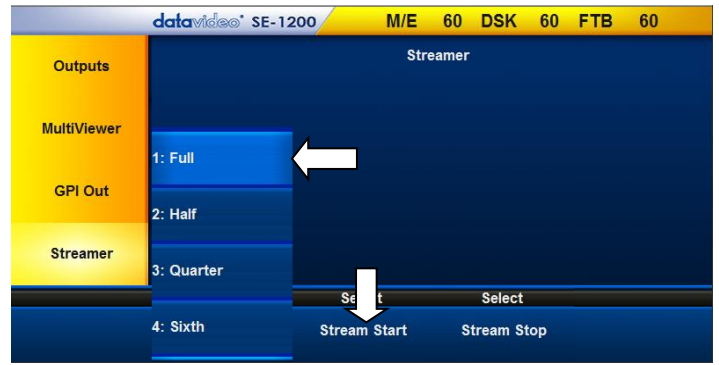 datavideo SE-1200 M/E 60 DSK 60 FTB 60
Outputs
MultiViewer
GPI Out
Streamer
Streamer
1: Full
2: Half
3: Quarter
4: Sixth
Select
Stream Start Stream Stop